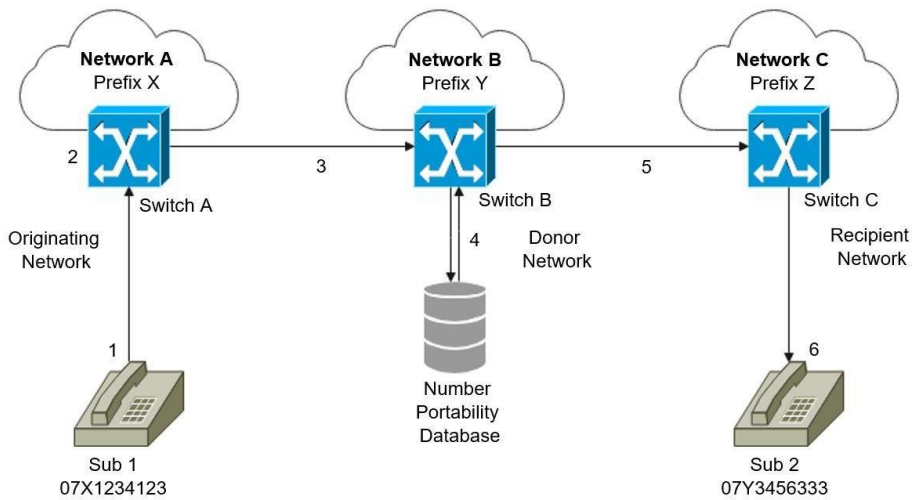 Network A
Prefix X
Network B
Prefix Y
Network C
Prefix Z
2
3
5
Switch A
Switch B
Switch C
Originating
Network
4
Donor
Network
Recipient
Network
1
6
Number
Portability
Database
Sub 1
07X1234123
Sub 2
07Y3456333